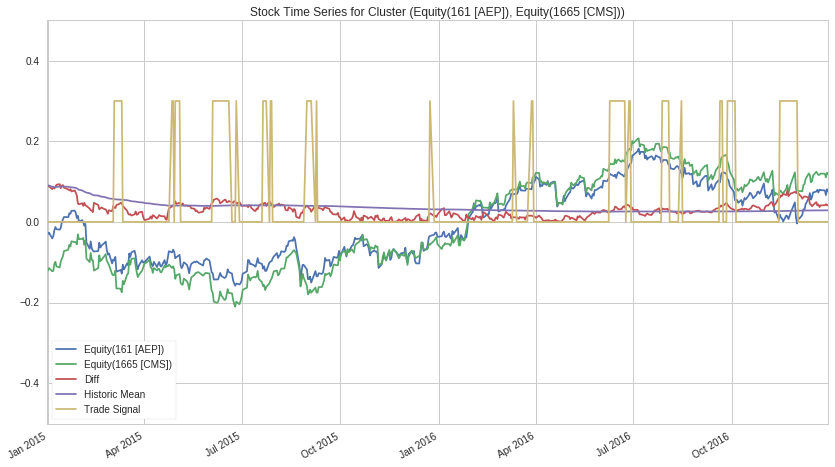 Stock Time Series for Cluster (Equity(161 [AEP]), Equity(1665 [CMS]))
0.4
0.2
0.0
−0.2
−0.4
Equity(161 [AEP])
Equity(1665 [CMS])
Diff
Historic Mean
Trade Signal
Jan 2015
Apr 2015
Jul 2015
Oct 2015
Jan 2016
Apr 2016
Jul 2016
Oct 2016